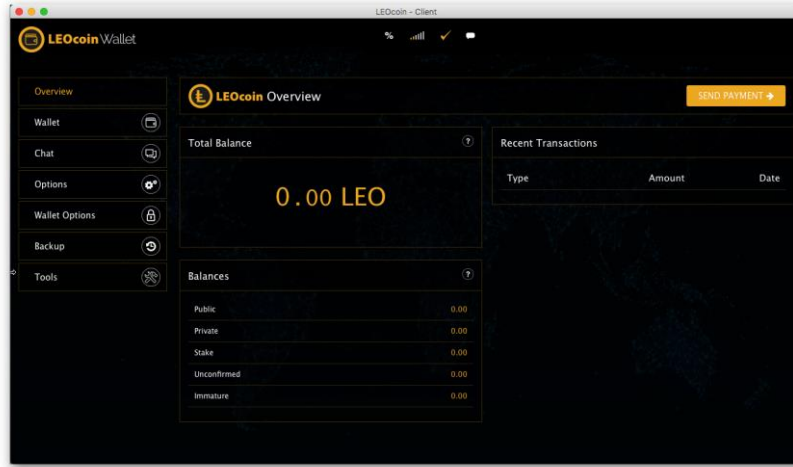 LEOcoin - Client
LEOcoin Wallet
%
Overview
Wallet
Chat
Options
Wallet Options
Backup
Tools
LEOcoin Overview
SEND PAYMENT
Total Balance ?
0.00 LEO
Recent Transactions
Type Amount Date
Balances ?
Public 0.00
Private 0.00
Stake 0.00
Unconfirmed 0.00
Immature 0.00